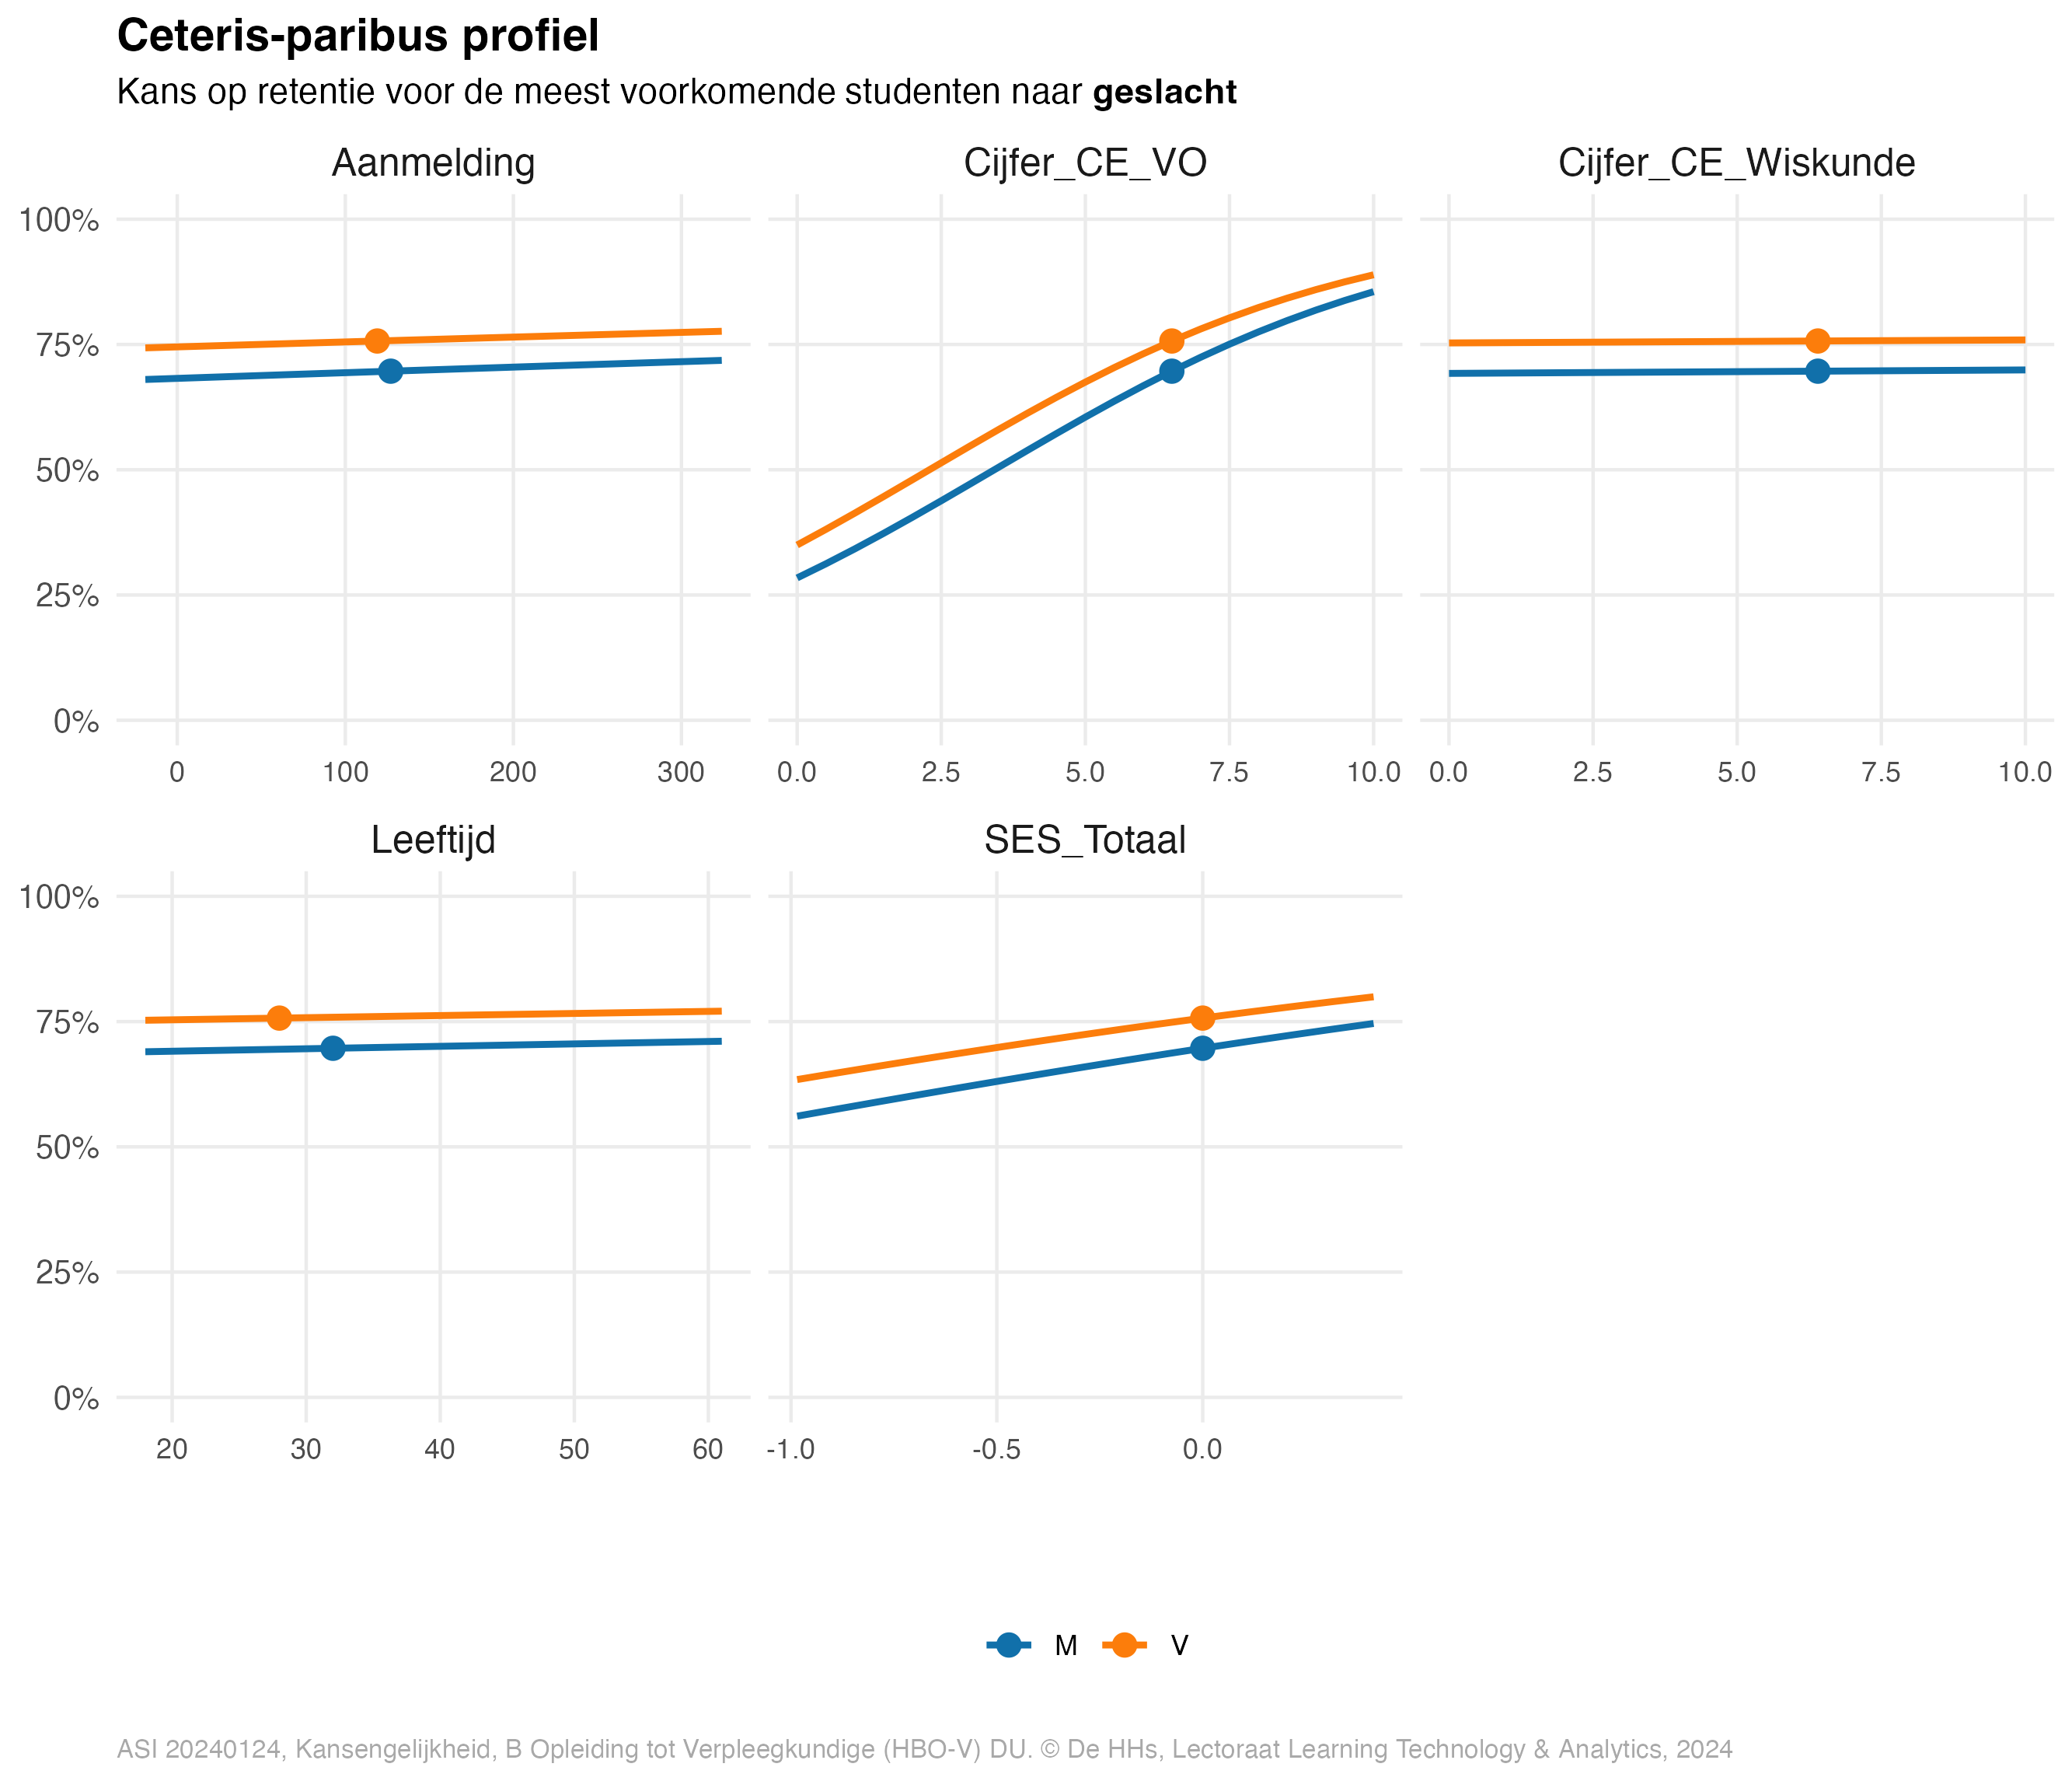 Ceteris-paribus profiel
Kans op retentie voor de meest voorkomende studenten naar geslacht
Aanmelding Cijfer_CE_VO Cijfer_CE_Wiskunde
100%
75%
50%
25%
0%
0 100 200 300 0.0 2.5 5.0 7.5 10.0 0.0 2.5 5.0 7.5 10.0
Leeftijd SES_Totaal
100%
75%
50%
25%
0%
20 30 40 50 60 -1.0 -0.5 0.0
M V
ASI 20240124, Kansengelijkheid, B Opleiding tot Verpleegkundige (HBO-V) DU. © De HHs, Lectoraat Learning Technology & Analytics, 2024